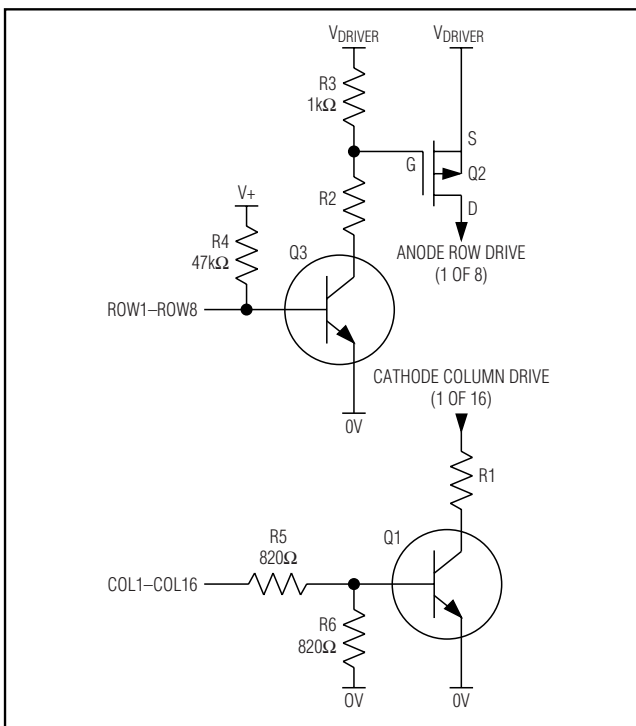 VDRIVER
VDRIVER
R3
1kΩ
S
G
Q2
D
R2
V+
R4
47kΩ
Q3
ANODE ROW DRIVE
(1 OF 8)
ROW1–ROW8
CATHODE COLUMN DRIVE
(1 OF 16)
0V
R1
R5
820Ω
Q1
COL1–COL16
R6
820Ω
OV
0V